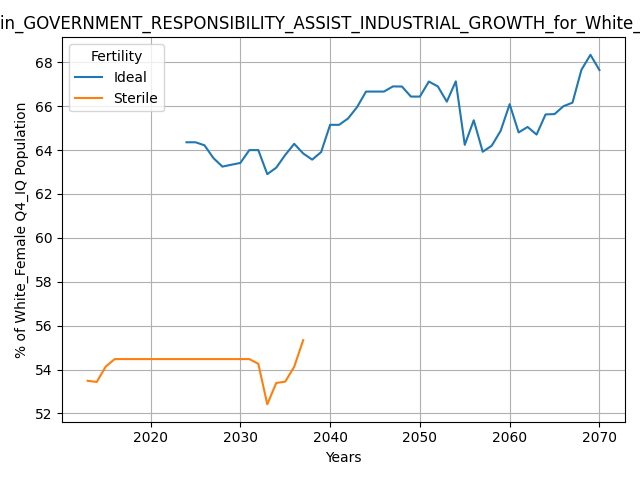 in_GOVERNMENT_RESPONSIBILITY_ASSIST_INDUSTRIAL_GROWTH_for_White_
Fertility
Ideal
Sterile
% of White_Female Q4_IQ Population
68
66
64
62
60
58
56
54
52
2020
2030
2040
2050
2060
2070
Years